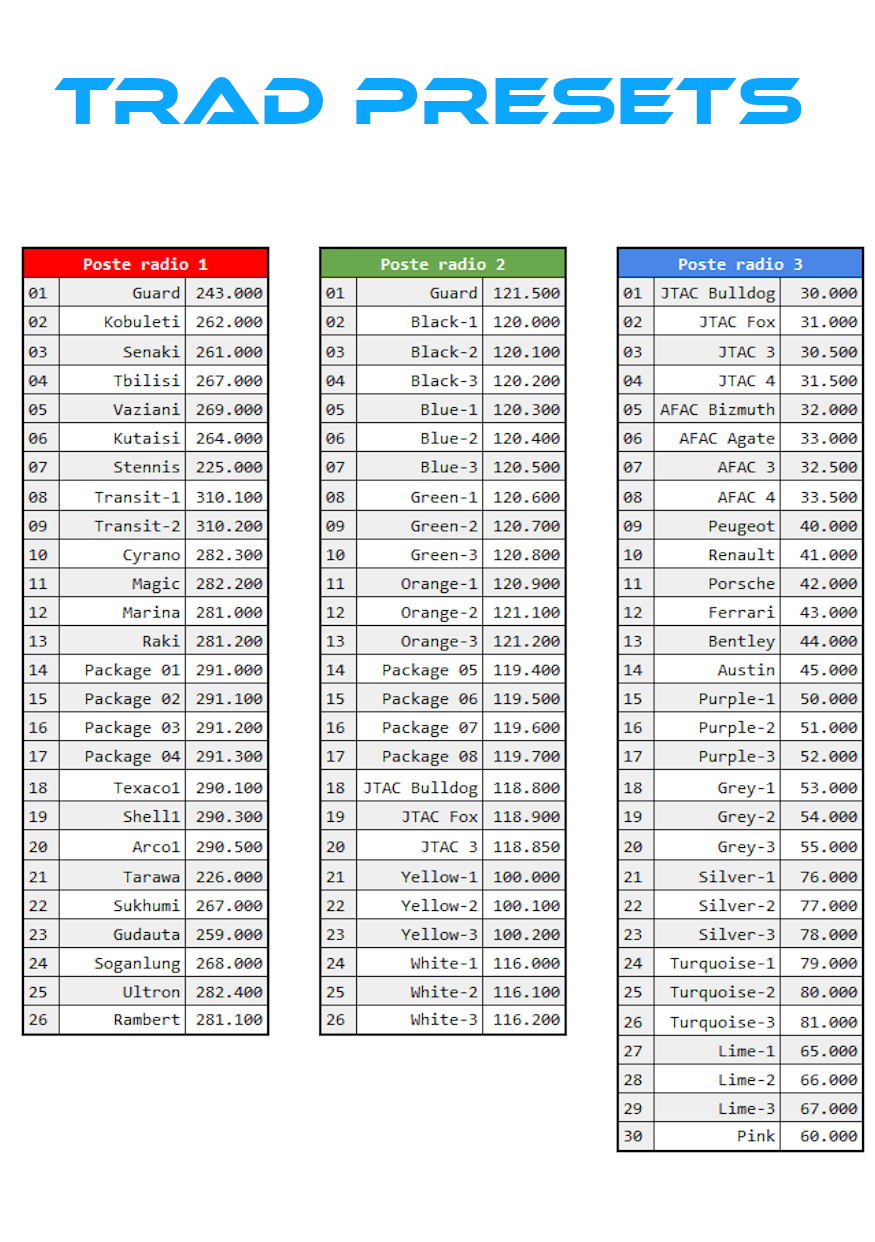 TRAD PRESETS
Poste radio 1
01 Guard 243.000
02 Kobuleti 262.000
03 Senaki 261.000
04 Tbilisi 267.000
05 Vaziani 269.000
06 Kutaisi 264.000
07 Stennis 225.000
08 Transit-1 310.100
09 Transit-2 310.200
10 Cyrano 282.300
11 Magic 282.200
12 Marina 281.000
13 Raki 281.200
14 Package 01 291.000
15 Package 02 291.100
16 Package 03 291.200
17 Package 04 291.300
18 Texaco1 290.100
19 Shell1 290.300
20 Arco1 290.500
21 Tarawa 226.000
22 Sukhumi 267.000
23 Gudauta 259.000
24 Soganlung 268.000
25 Ultron 282.400
26 Rambert 281.100
Poste radio 2
01 Guard 121.500
02 Black-1 120.000
03 Black-2 120.100
04 Black-3 120.200
05 Blue-1 120.300
06 Blue-2 120.400
07 Blue-3 120.500
08 Green-1 120.600
09 Green-2 120.700
10 Green-3 120.800
11 Orange-1 120.900
12 Orange-2 121.100
13 Orange-3 121.200
14 Package 05 119.400
15 Package 06 119.500
16 Package 07 119.600
17 Package 08 119.700
18 JTAC Bulldog 118.800
19 JTAC Fox 118.900
20 JTAC 3 118.850
21 Yellow-1 100.000
22 Yellow-2 100.100
23 Yellow-3 100.200
24 White-1 116.000
25 White-2 116.100
26 White-3 116.200
Poste radio 3
01 JTAC Bulldog 30.000
02 JTAC Fox 31.000
03 JTAC 3 30.500
04 JTAC 4 31.500
05 AFAC Bizmuth 32.000
06 AFAC Agate 33.000
07 AFAC 3 32.500
08 AFAC 4 33.500
09 Peugeot 40.000
10 Renault 41.000
11 Porsche 42.000
12 Ferrari 43.000
13 Bentley 44.000
14 Austin 45.000
15 Purple-1 50.000
16 Purple-2 51.000
17 Purple-3 52.000
18 Grey-1 53.000
19 Grey-2 54.000
20 Grey-3 55.000
21 Silver-1 76.000
22 Silver-2 77.000
23 Silver-3 78.000
24 Turquoise-1 79.000
25 Turquoise-2 80.000
26 Turquoise-3 81.000
27 Lime-1 65.000
28 Lime-2 66.000
29 Lime-3 67.000
30 Pink 60.000